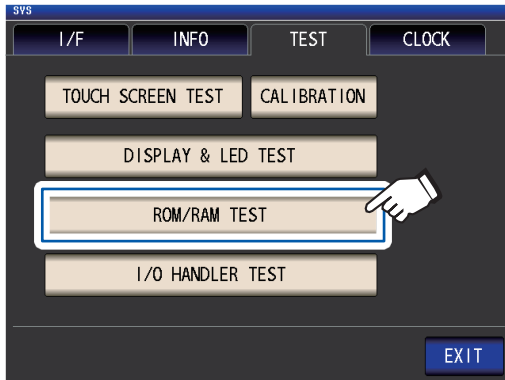 SYS
I/F INFO TEST CLOCK
TOUCH SCREEN TEST CALIBRATION
DISPLAY & LED TEST
ROM/RAM TEST
I/O HANDLER TEST
EXIT